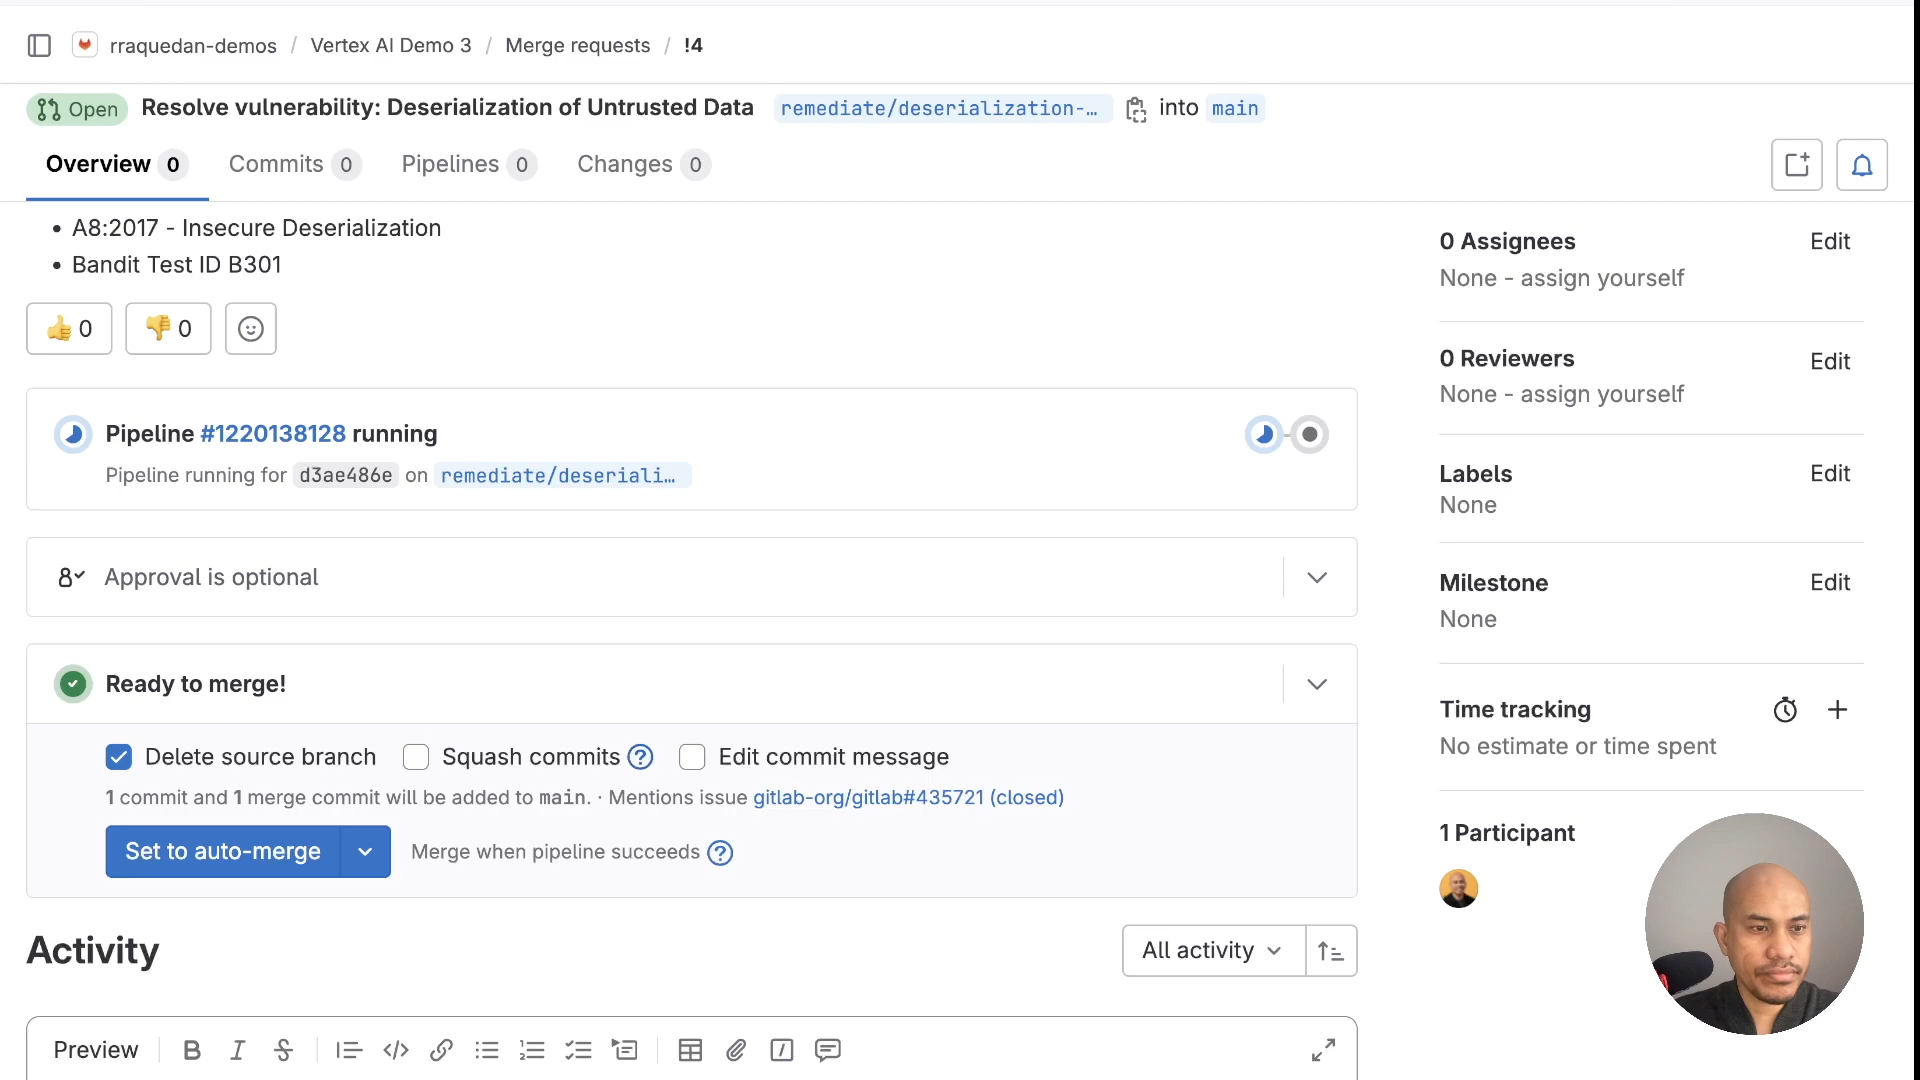 rraquedan-demos / Vertex AI Demo 3 / Merge requests / !4
Open Resolve vulnerability: Deserialization of Untrusted Data remediate/deserialization-… into main
Overview 0 Commits 0 Pipelines 0 Changes 0
• A8:2017 - Insecure Deserialization
• Bandit Test ID B301
👍 0 👎 0
Pipeline #1220138128 running
Pipeline running for d3ae486e on remediate/deseriali…
Approval is optional
Ready to merge!
Delete source branch Squash commits ? Edit commit message
1 commit and 1 merge commit will be added to main. · Mentions issue gitlab-org/gitlab#435721 (closed)
Set to auto-merge Merge when pipeline succeeds ?
Activity
All activity
Preview B I S
0 Assignees Edit
None - assign yourself
0 Reviewers Edit
None - assign yourself
Labels Edit
None
Milestone Edit
None
Time tracking +
No estimate or time spent
1 Participant